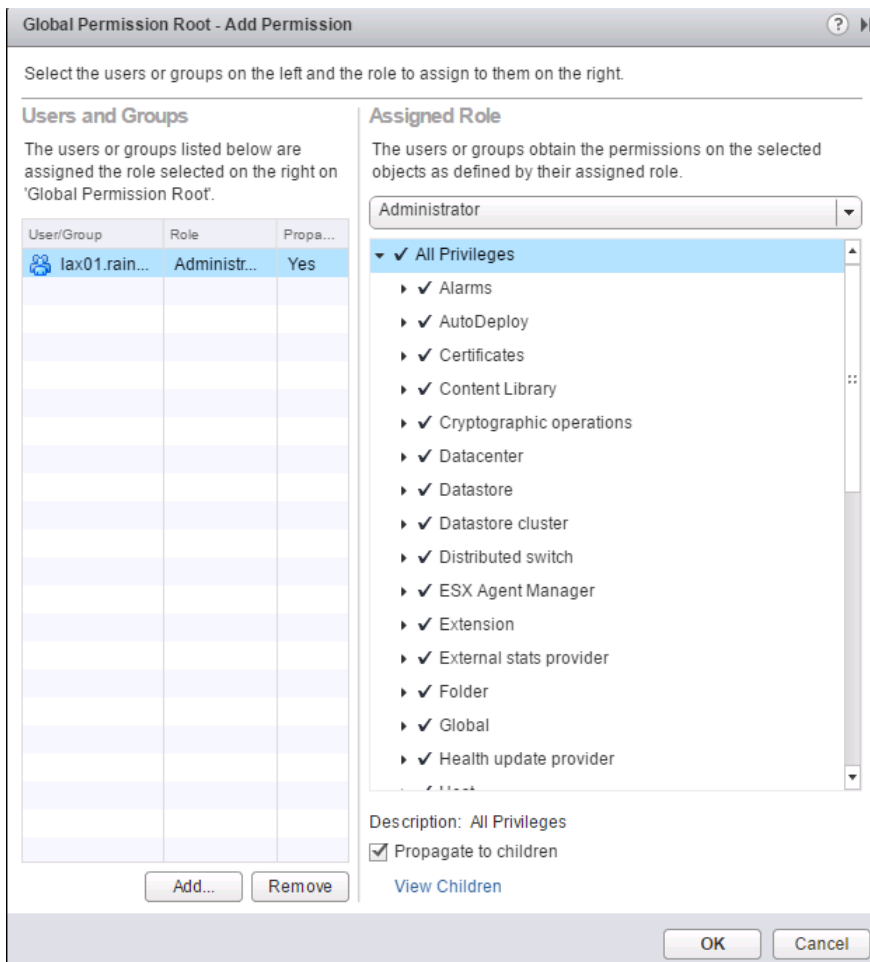 Global Permission Root - Add Permission
?
Select the users or groups on the left and the role to assign to them on the right.
Users and Groups
The users or groups listed below are
assigned the role selected on the right on
'Global Permission Root'.
User/Group Role Propa...
lax01.rain... Administr... Yes
Add... Remove
Assigned Role
The users or groups obtain the permissions on the selected
objects as defined by their assigned role.
Administrator
All Privileges
Alarms
AutoDeploy
Certificates
Content Library
Cryptographic operations
Datacenter
Datastore
Datastore cluster
Distributed switch
ESX Agent Manager
Extension
External stats provider
Folder
Global
Health update provider
Host
Description: All Privileges
Propagate to children
View Children
OK Cancel